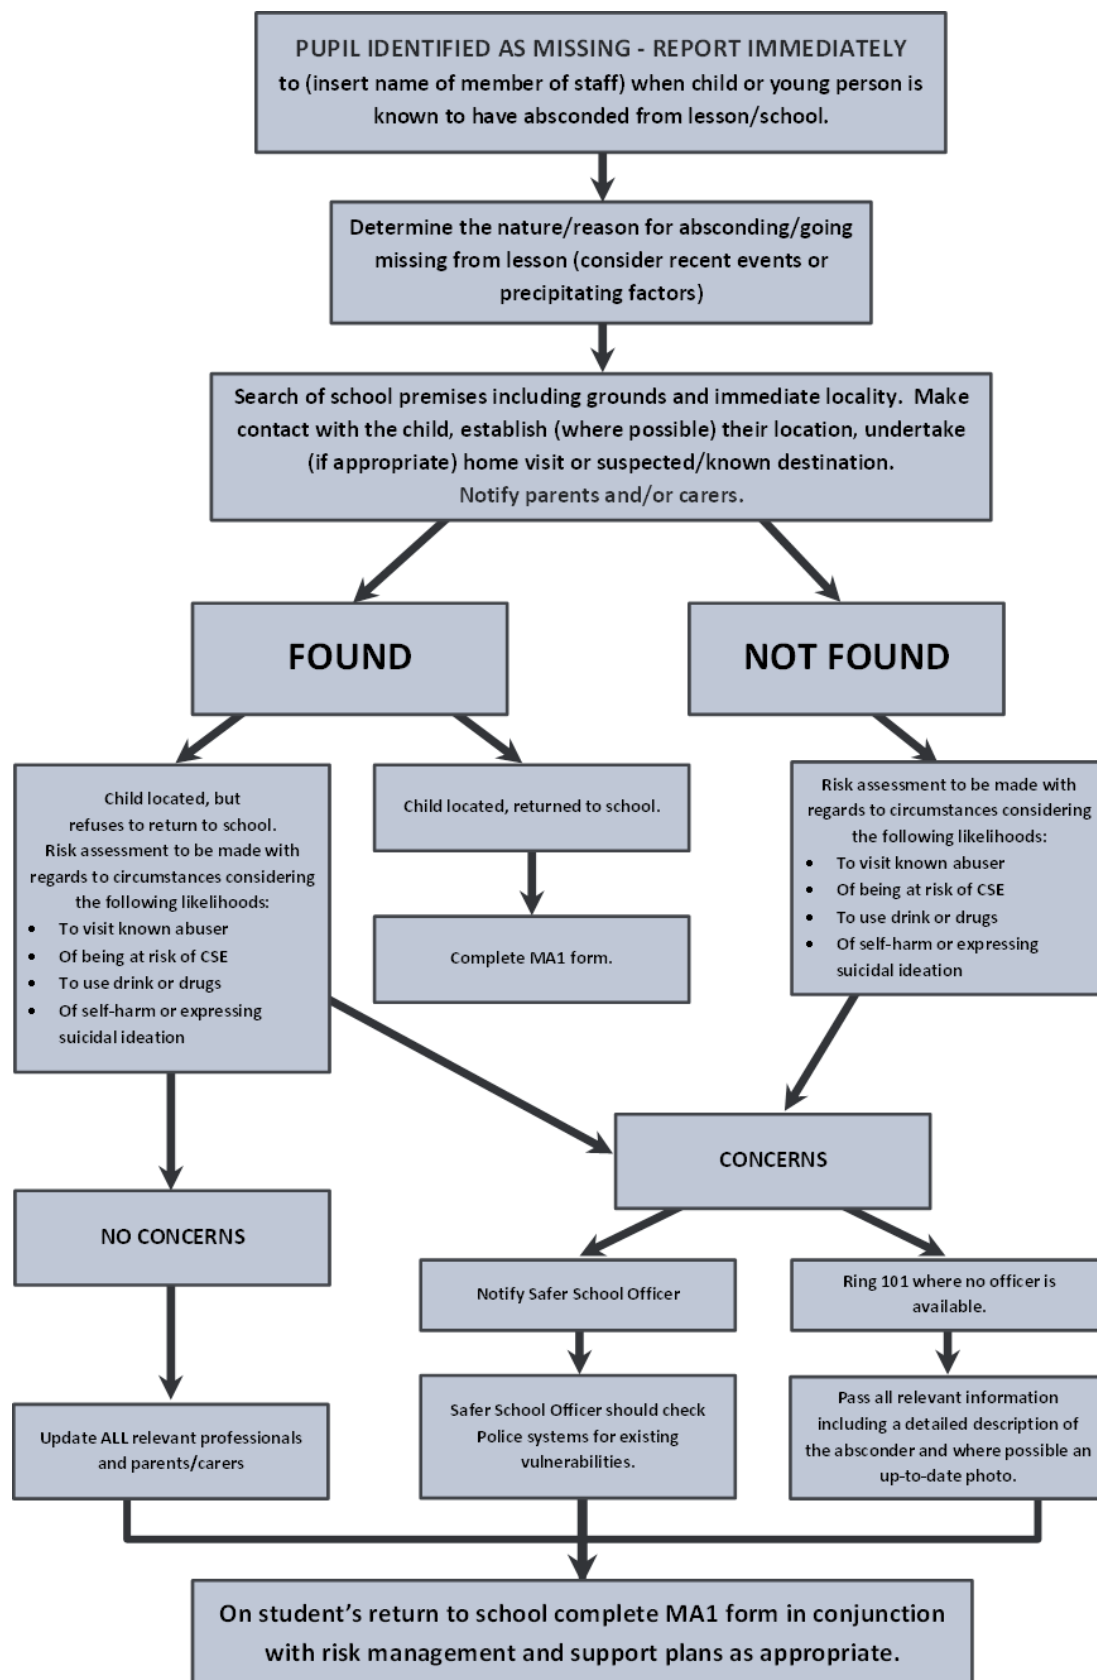 PUPIL IDENTIFIED AS MISSING - REPORT IMMEDIATELY
to (insert name of member of staff) when child or young person is
known to have absconded from lesson/school.
Determine the nature/reason for absconding/going
missing from lesson (consider recent events or
precipitating factors)
Search of school premises including grounds and immediate locality.  Make
contact with the child, establish (where possible) their location, undertake
(if appropriate) home visit or suspected/known destination.
Notify parents and/or carers.
FOUND
NOT FOUND
Child located, but
refuses to return to school.
Risk assessment to be made with
regards to circumstances considering
the following likelihoods:
• To visit known abuser
• Of being at risk of CSE
• To use drink or drugs
• Of self-harm or expressing
suicidal ideation
Child located, returned to school.
Complete MA1 form.
Risk assessment to be made with
regards to circumstances considering
the following likelihoods:
• To visit known abuser
• Of being at risk of CSE
• To use drink or drugs
• Of self-harm or expressing
suicidal ideation
CONCERNS
NO CONCERNS
Notify Safer School Officer
Ring 101 where no officer is
available.
Update ALL relevant professionals
and parents/carers
Safer School Officer should check
Police systems for existing
vulnerabilities.
Pass all relevant information
including a detailed description of
the absconder and where possible an
up-to-date photo.
On student's return to school complete MA1 form in conjunction
with risk management and support plans as appropriate.